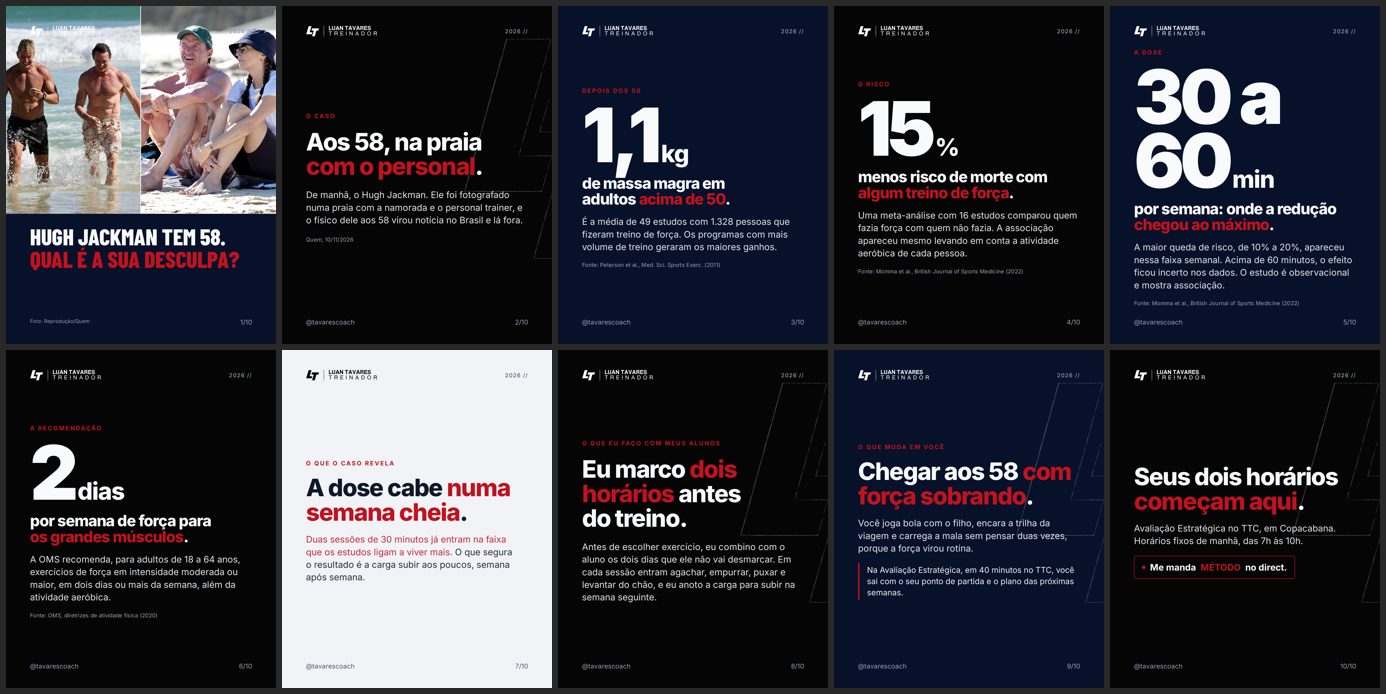 LT LUAN TAVARES
TREINADOR
HUGH JACKMAN TEM 58.
QUAL É A SUA DESCULPA?
Foto: Reprodução/Quem
1/10
LT LUAN TAVARES
TREINADOR
2026 //
O CASO
Aos 58, na praia
com o personal.
De manhã, o Hugh Jackman. Ele foi fotografado
numa praia com a namorada e o personal trainer, e
o físico dele aos 58 virou notícia no Brasil e lá fora.
Quem, 10/11/2026
@tavarescoach
2/10
LT LUAN TAVARES
TREINADOR
2026 //
DEPOIS DOS 50
1,1kg
de massa magra em
adultos acima de 50.
É a média de 49 estudos com 1.328 pessoas que
fizeram treino de força. Os programas com mais
volume de treino geraram os maiores ganhos.
Fonte: Peterson et al., Med. Sci. Sports Exerc. (2011)
@tavarescoach
3/10
LT LUAN TAVARES
TREINADOR
2026 //
O RISCO
15%
menos risco de morte com
algum treino de força.
Uma meta-análise com 16 estudos comparou quem
fazia força com quem não fazia. A associação
apareceu mesmo levando em conta a atividade
aeróbica de cada pessoa.
Fonte: Momma et al., British Journal of Sports Medicine (2022)
@tavarescoach
4/10
LT LUAN TAVARES
TREINADOR
2026 //
A DOSE
30 a
60min
por semana: onde a redução
chegou ao máximo.
A maior queda de risco, de 10% a 20%, apareceu
nessa faixa semanal. Acima de 60 minutos, o efeito
ficou incerto nos dados. O estudo é observacional
e mostra associação.
Fonte: Momma et al., British Journal of Sports Medicine (2022)
@tavarescoach
5/10
LT LUAN TAVARES
TREINADOR
2026 //
A RECOMENDAÇÃO
2dias
por semana de força para
os grandes músculos.
A OMS recomenda, para adultos de 18 a 64 anos,
exercícios de força em intensidade moderada ou
maior, em dois dias ou mais da semana, além da
atividade aeróbica.
Fonte: OMS, diretrizes de atividade física (2020)
@tavarescoach
6/10
LT LUAN TAVARES
TREINADOR
2026 //
O QUE O CASO REVELA
A dose cabe numa
semana cheia.
Duas sessões de 30 minutos já entram na faixa
que os estudos ligam a viver mais. O que segura
o resultado é a carga subir aos poucos, semana
após semana.
@tavarescoach
7/10
LT LUAN TAVARES
TREINADOR
2026 //
O QUE EU FAÇO COM MEUS ALUNOS
Eu marco dois
horários antes
do treino.
Antes de escolher exercício, eu combino com o
aluno os dois dias que ele não vai desmarcar. Em
cada sessão entram agachar, empurrar, puxar e
levantar do chão, e eu anoto a carga para subir na
semana seguinte.
@tavarescoach
8/10
LT LUAN TAVARES
TREINADOR
2026 //
O QUE MUDA EM VOCÊ
Chegar aos 58 com
força sobrando.
Você joga bola com o filho, encara a trilha da
viagem e carrega a mala sem pensar duas vezes,
porque a força virou rotina.
Na Avaliação Estratégica, em 40 minutos no TTC, você
sai com o seu ponto de partida e o plano das próximas
semanas.
@tavarescoach
9/10
LT LUAN TAVARES
TREINADOR
2026 //
Seus dois horários
começam aqui.
Avaliação Estratégica no TTC, em Copacabana.
Horários fixos de manhã, das 7h às 10h.
• Me manda MÉTODO no direct.
@tavarescoach
10/10